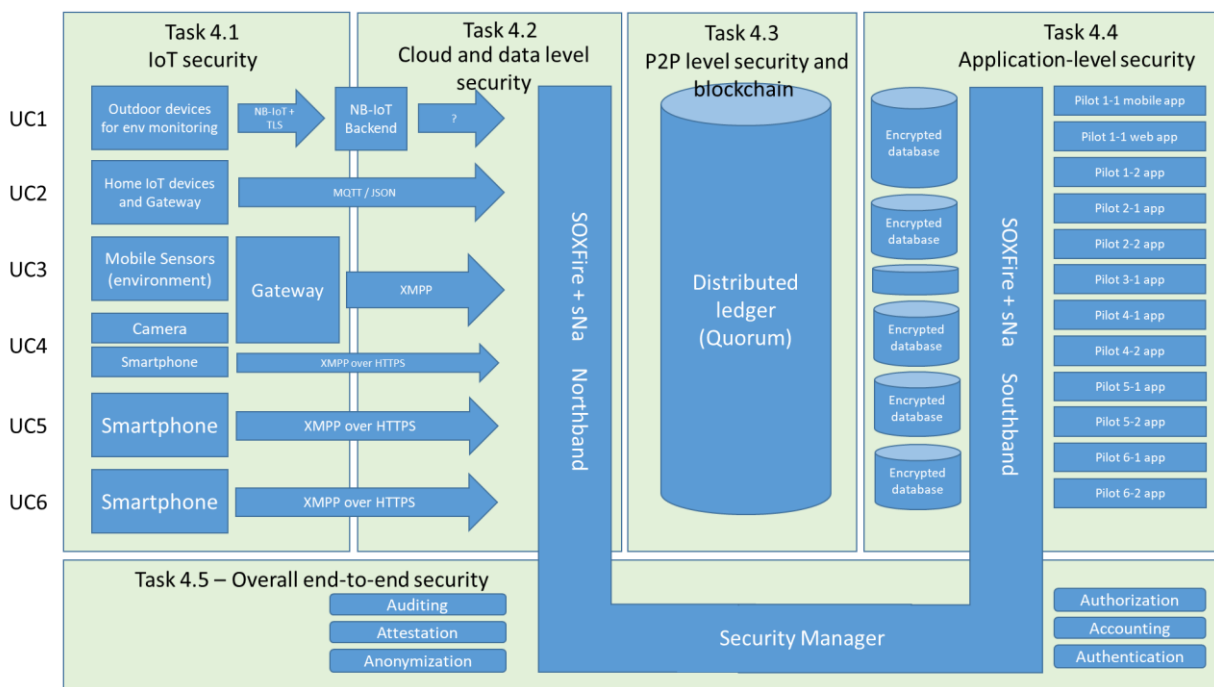 Task 4.1
IoT security
Task 4.2
Cloud and data level
security
Task 4.3
P2P level security and
blockchain
Task 4.4
Application-level security
UC1
Outdoor devices
for env monitoring
NB-IoT +
TLS
NB-IoT
Backend
?
UC2
Home IoT devices
and Gateway
MQTT / JSON
UC3
Mobile Sensors
(environment)
Gateway
XMPP
UC4
Camera
Smartphone
XMPP over HTTPS
UC5
Smartphone
XMPP over HTTPS
UC6
Smartphone
XMPP over HTTPS
SOXFire + sNa Northband
Distributed
ledger
(Quorum)
Encrypted
database
Encrypted
database
Encrypted
database
Encrypted
database
Encrypted
database
SOXFire + sNa Southband
Pilot 1-1 mobile app
Pilot 1-1 web app
Pilot 1-2 app
Pilot 2-1 app
Pilot 2-2 app
Pilot 3-1 app
Pilot 4-1 app
Pilot 4-2 app
Pilot 5-1 app
Pilot 5-2 app
Pilot 6-1 app
Pilot 6-2 app
Task 4.5 – Overall end-to-end security
Auditing
Attestation
Anonymization
Security Manager
Authorization
Accounting
Authentication